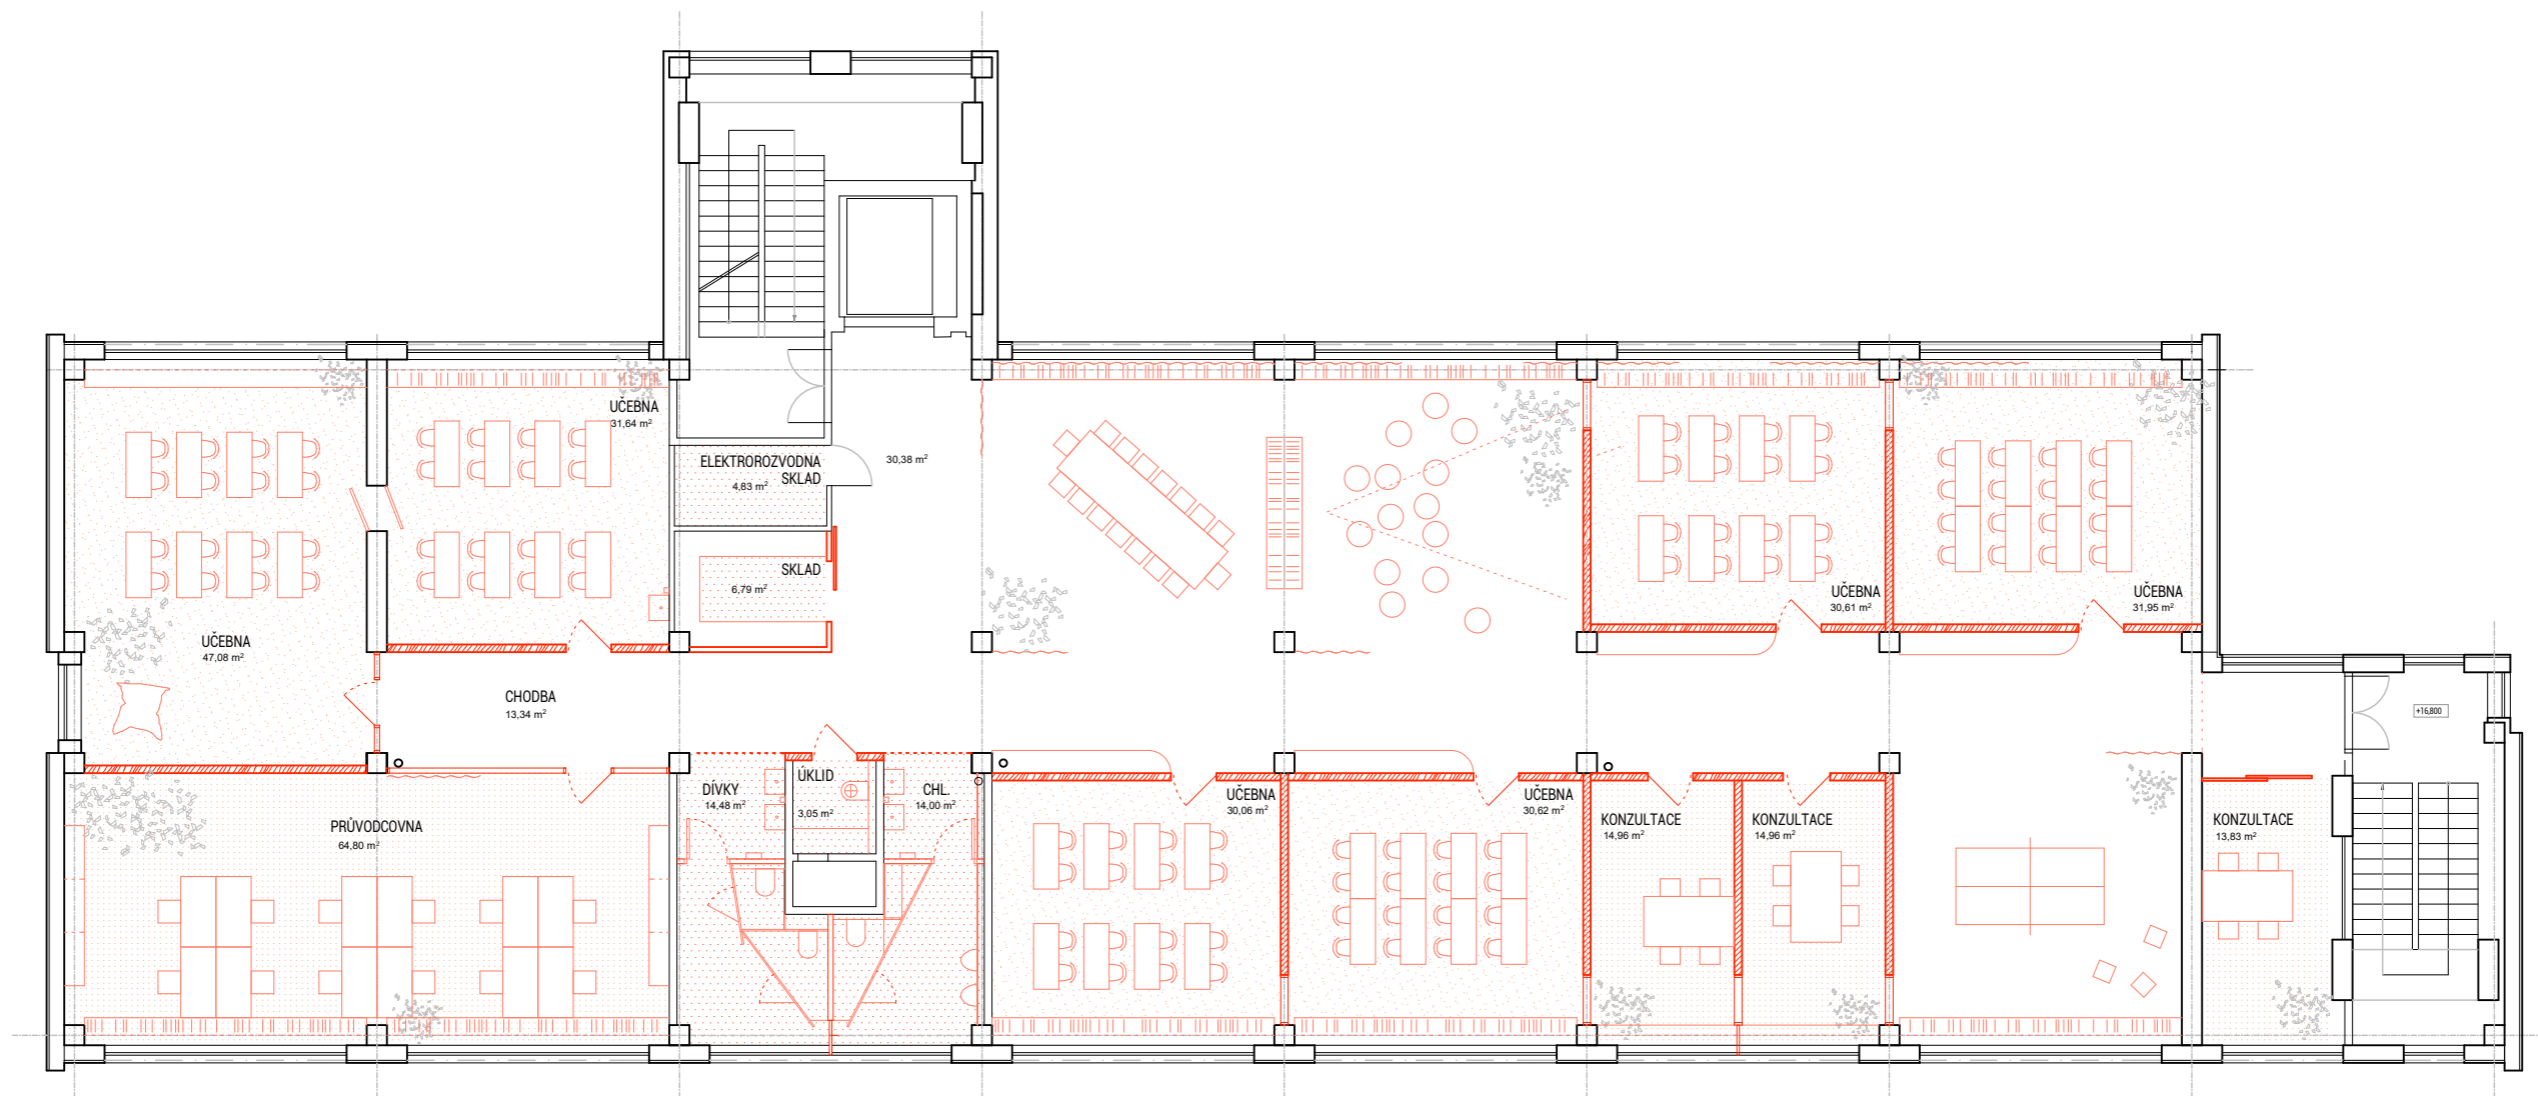 UČEBNA
31,64 m²
ELEKTROROZVODNA
SKLAD
4,83 m²
30,38 m²
SKLAD
6,79 m²
UČEBNA
30,61 m²
UČEBNA
31,95 m²
UČEBNA
47,08 m²
CHODBA
13,34 m²
+16,800
PRŮVODCOVNA
64,80 m²
DÍVKY
14,48 m²
ÚKLID
3,05 m²
CHL.
14,00 m²
UČEBNA
30,06 m²
UČEBNA
30,62 m²
KONZULTACE
14,96 m²
KONZULTACE
14,96 m²
KONZULTACE
13,83 m²